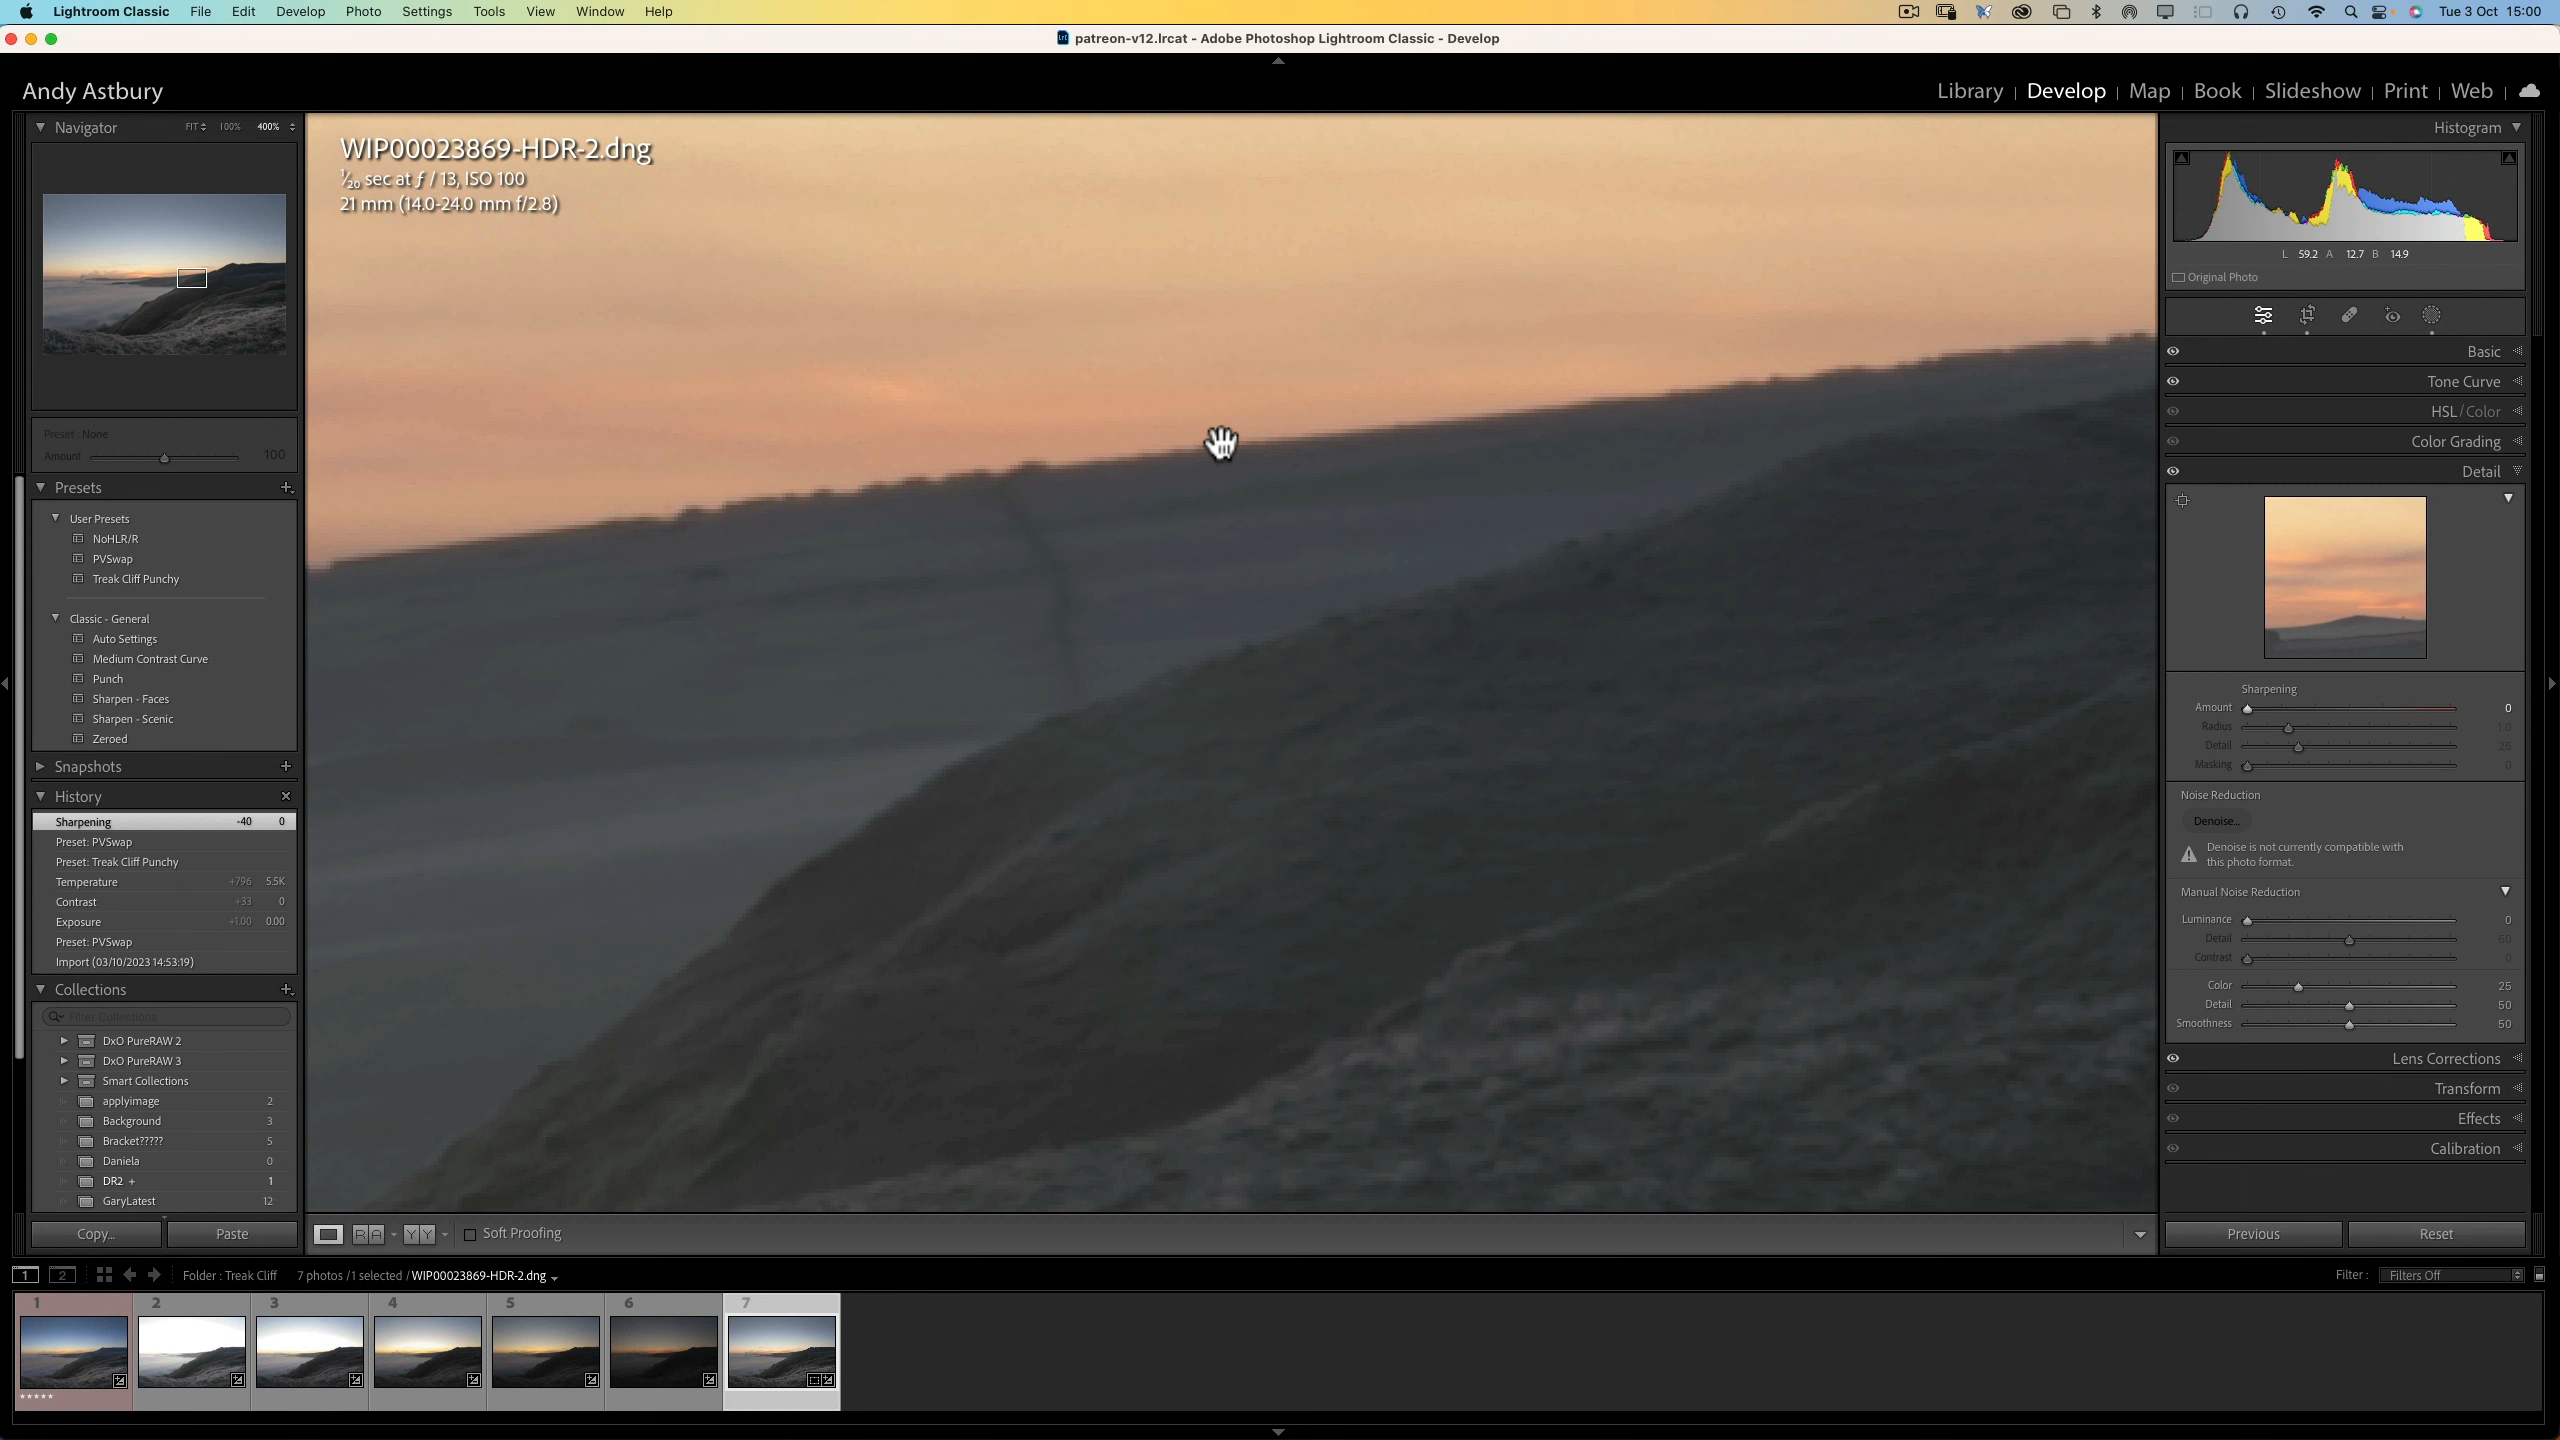 Lightroom Classic File Edit Develop Photo Settings Tools View Window Help Tue 3 Oct 15:00
patreon-v12.lrcat - Adobe Photoshop Lightroom Classic - Develop
Andy Astbury
Library | Develop | Map | Book | Slideshow | Print | Web
Navigator FIT 100% 400%
Preset : None
Amount 100
Presets
User Presets
NoHLR/R
PVSwap
Treak Cliff Punchy
Classic - General
Auto Settings
Medium Contrast Curve
Punch
Sharpen - Faces
Sharpen - Scenic
Zeroed
Snapshots
History
Sharpening -40 0
Preset: PVSwap
Preset: Treak Cliff Punchy
Temperature +796 5.5K
Contrast +33 0
Exposure +1.00 0.00
Preset: PVSwap
Import (03/10/2023 14:53:19)
Collections
Filter Collections
DxO PureRAW 2
DxO PureRAW 3
Smart Collections
applyimage 2
Background 3
Bracket????? 5
Daniela 0
DR2 + 1
GaryLatest 12
Copy... Paste
WIP00023869-HDR-2.dng
1/20 sec at ƒ / 13, ISO 100
21 mm (14.0-24.0 mm f/2.8)
R A Y Y Soft Proofing
Histogram
L 59.2 A 12.7 B 14.9
Original Photo
Basic
Tone Curve
HSL / Color
Color Grading
Detail
Sharpening
Amount 0
Radius 1.0
Detail 25
Masking 0
Noise Reduction
Denoise...
Denoise is not currently compatible with
this photo format.
Manual Noise Reduction
Luminance 0
Detail 50
Contrast 0
Color 25
Detail 50
Smoothness 50
Lens Corrections
Transform
Effects
Calibration
Previous Reset
1 2 Folder : Treak Cliff 7 photos / 1 selected / WIP00023869-HDR-2.dng Filter : Filters Off
1 2 3 4 5 6 7